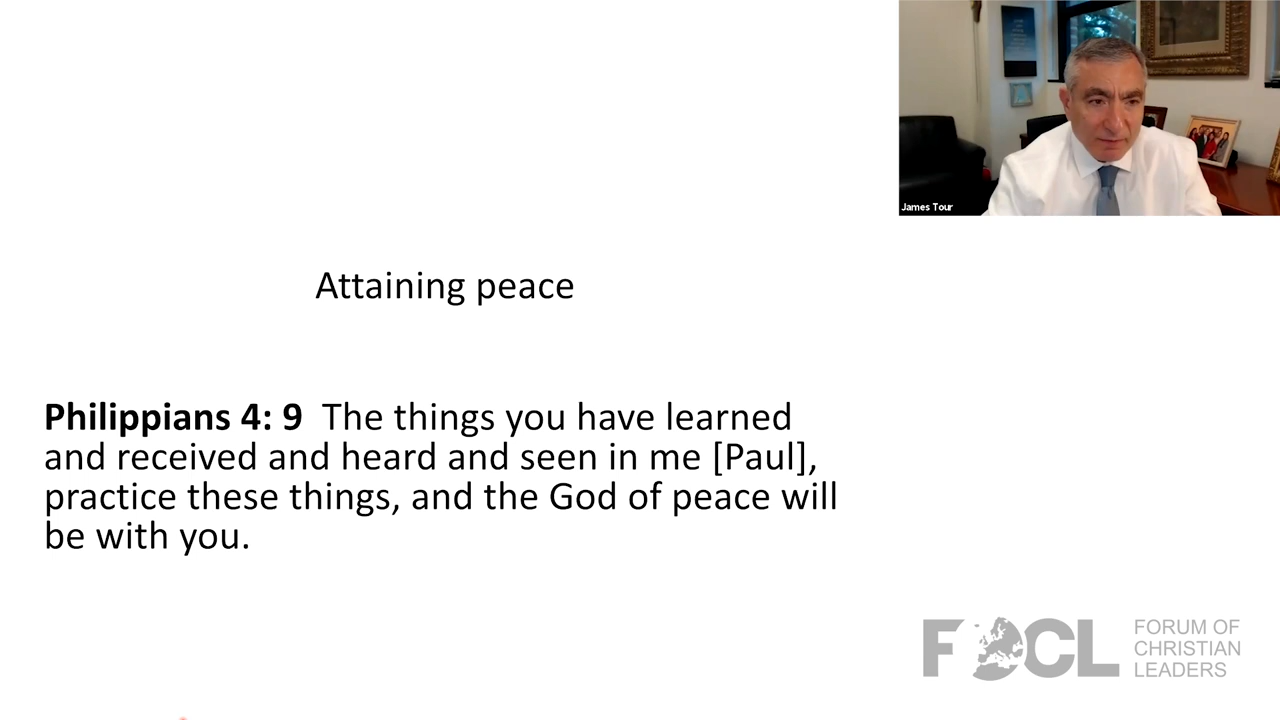 James Tour
Attaining peace
Philippians 4: 9 The things you have learned
and received and heard and seen in me [Paul],
practice these things, and the God of peace will
be with you.
FOCL
FORUM OF
CHRISTIAN
LEADERS